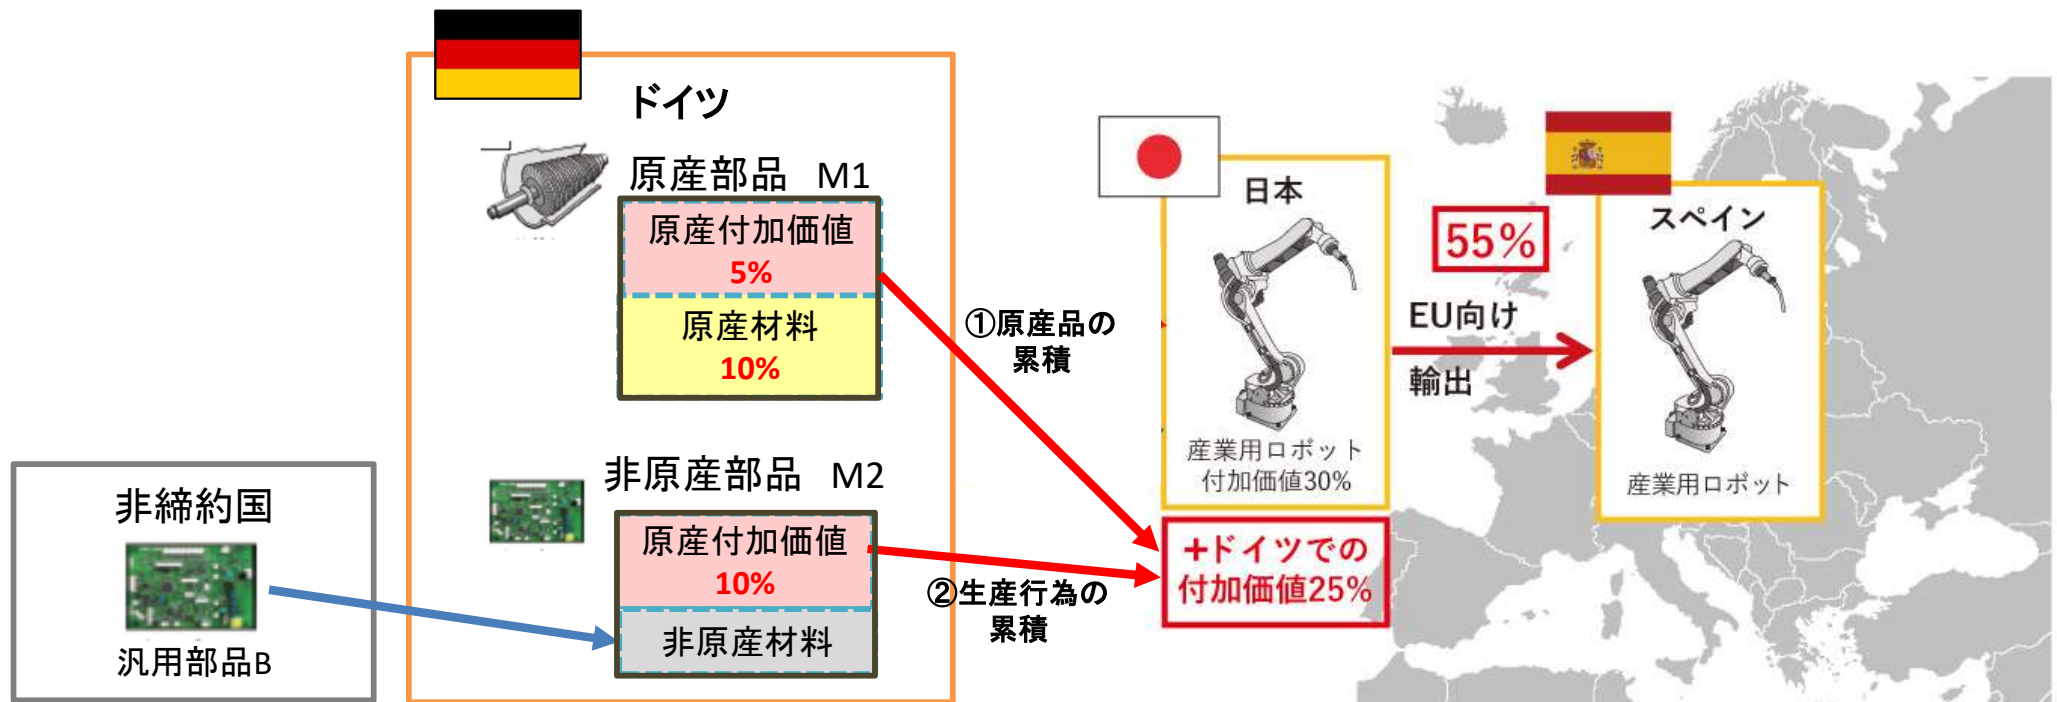 ドイツ
原産部品 M1
原産付加価値
5%
原産材料
10%
非原産部品 M2
原産付加価値
10%
非原産材料
非締約国
汎用部品B
①原産品の
累積
②生産行為の
累積
日本
産業用ロボット
付加価値30%
+ドイツでの
付加価値25%
55%
EU向け
輸出
スペイン
産業用ロボット